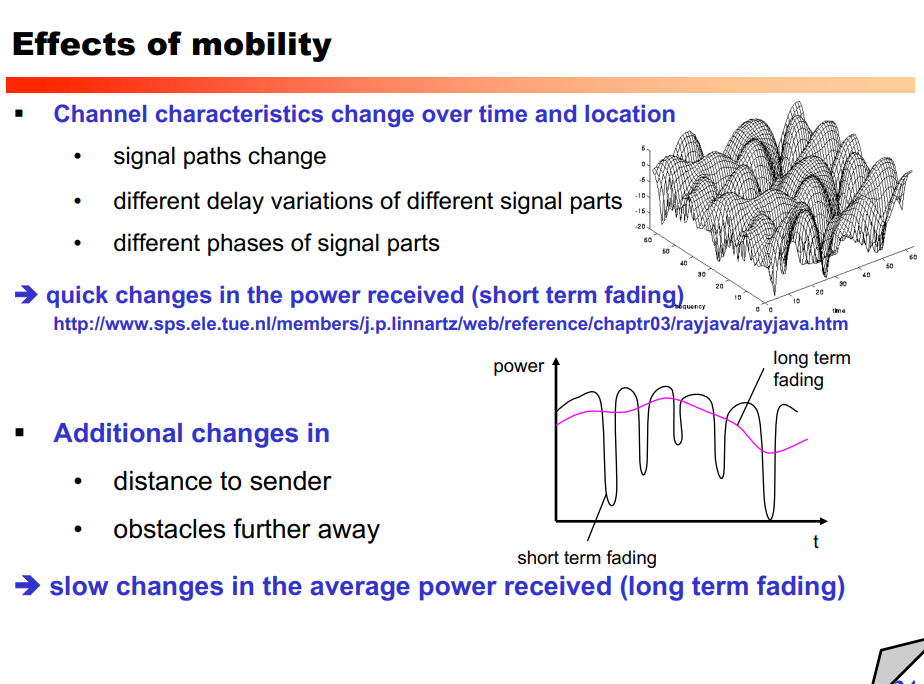 Effects of mobility
▪ Channel characteristics change over time and location
• signal paths change
• different delay variations of different signal parts
• different phases of signal parts
➔ quick changes in the power received (short term fading)
http://www.sps.ele.tue.nl/members/j.p.linnartz/web/reference/chaptr03/rayjava/rayjava.htm
5
0
-5
-10
-15
-20
60
50
40
30
20
10
0
0
10
20
30
40
50
60
time
power
long term
fading
▪ Additional changes in
• distance to sender
• obstacles further away
t
short term fading
➔ slow changes in the average power received (long term fading)